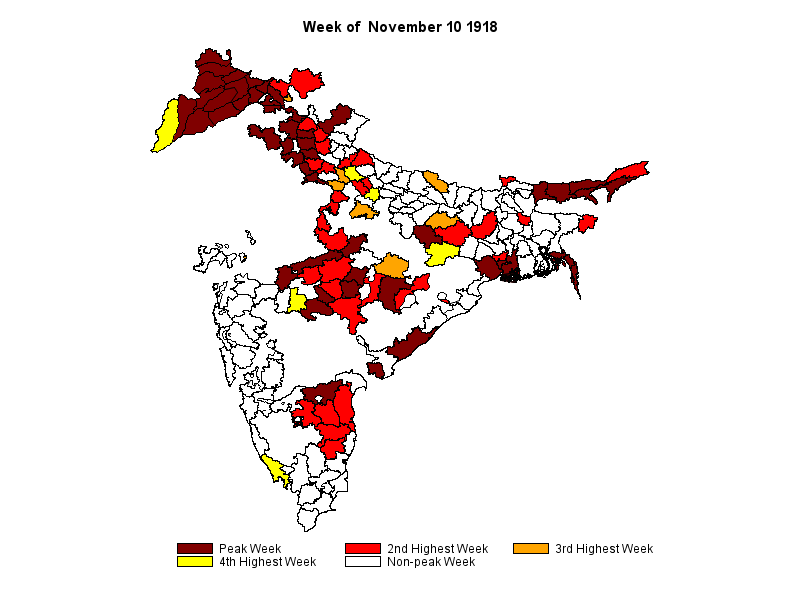 Week of  November 10 1918
Peak Week 2nd Highest Week 3rd Highest Week
4th Highest Week Non-peak Week